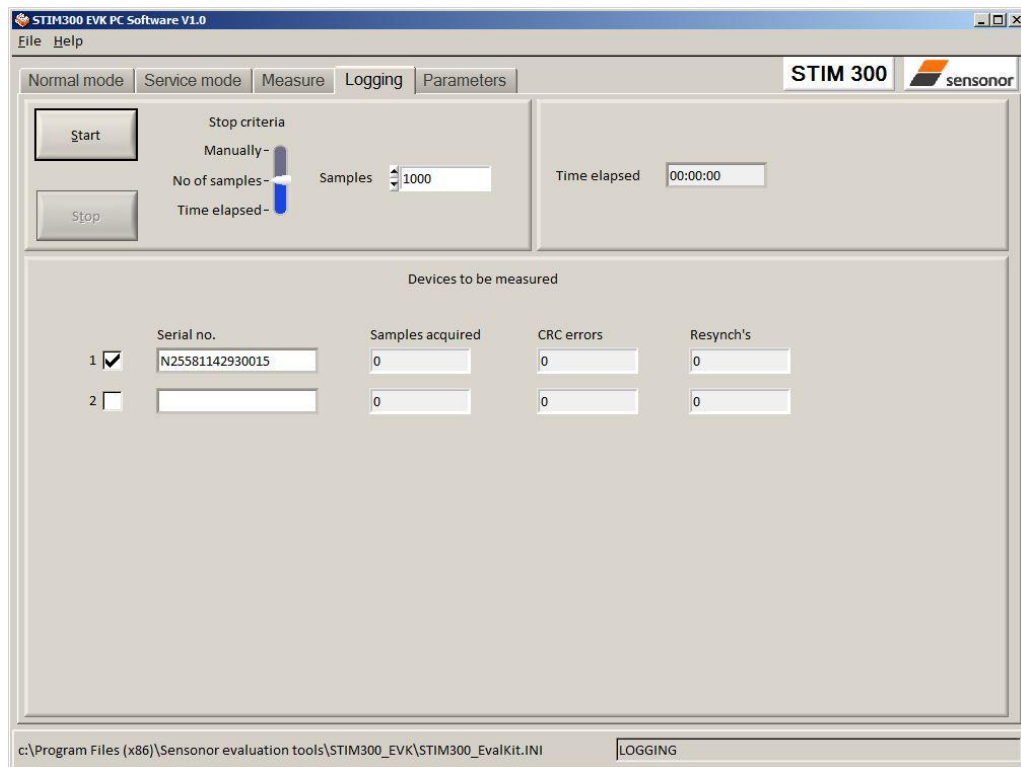 STIM300 EVK PC Software V1.0
File Help
Normal mode Service mode Measure Logging Parameters
STIM 300
sensonor
Start
Stop
Stop criteria
Manually
No of samples
Time elapsed
Samples 1000
Time elapsed 00:00:00
Devices to be measured
Serial no. Samples acquired CRC errors Resynch's
1 N25581142930015 0 0 0
2 0 0 0
c:\Program Files (x86)\Sensonor evaluation tools\STIM300_EVK\STIM300_EvalKit.INI LOGGING